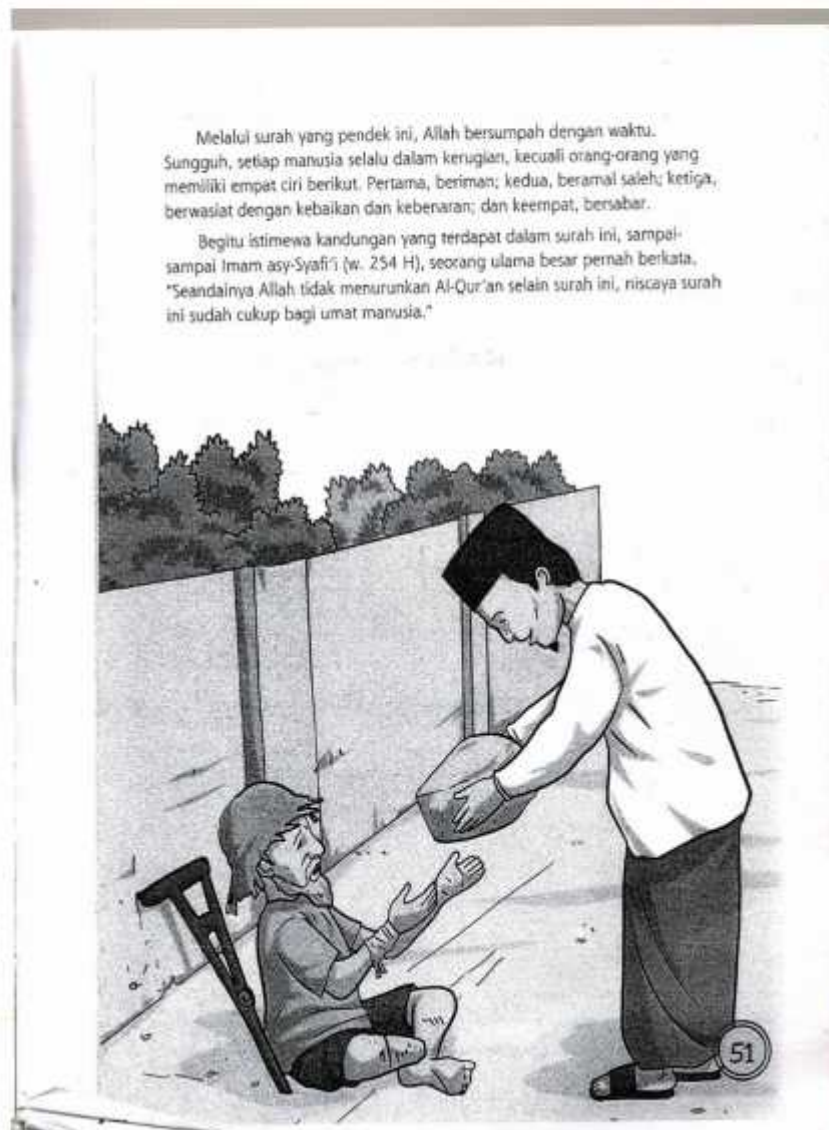 Melalui surah yang pendek ini, Allah bersumpah dengan waktu.
Sungguh, setiap manusia selalu dalam kerugian, kecuali orang-orang yang
memiliki empat ciri berikut. Pertama, beriman; kedua, beramal saleh; ketiga,
berwasiat dengan kebaikan dan kebenaran; dan keempat, bersabar.
Begitu istimewa kandungan yang terdapat dalam surah ini, sampai-
sampai Imam asy-Syafi'i (w. 254 H), seorang ulama besar pernah berkata,
"Seandainya Allah tidak menurunkan Al-Qur'an selain surah ini, niscaya surah
ini sudah cukup bagi umat manusia."
51